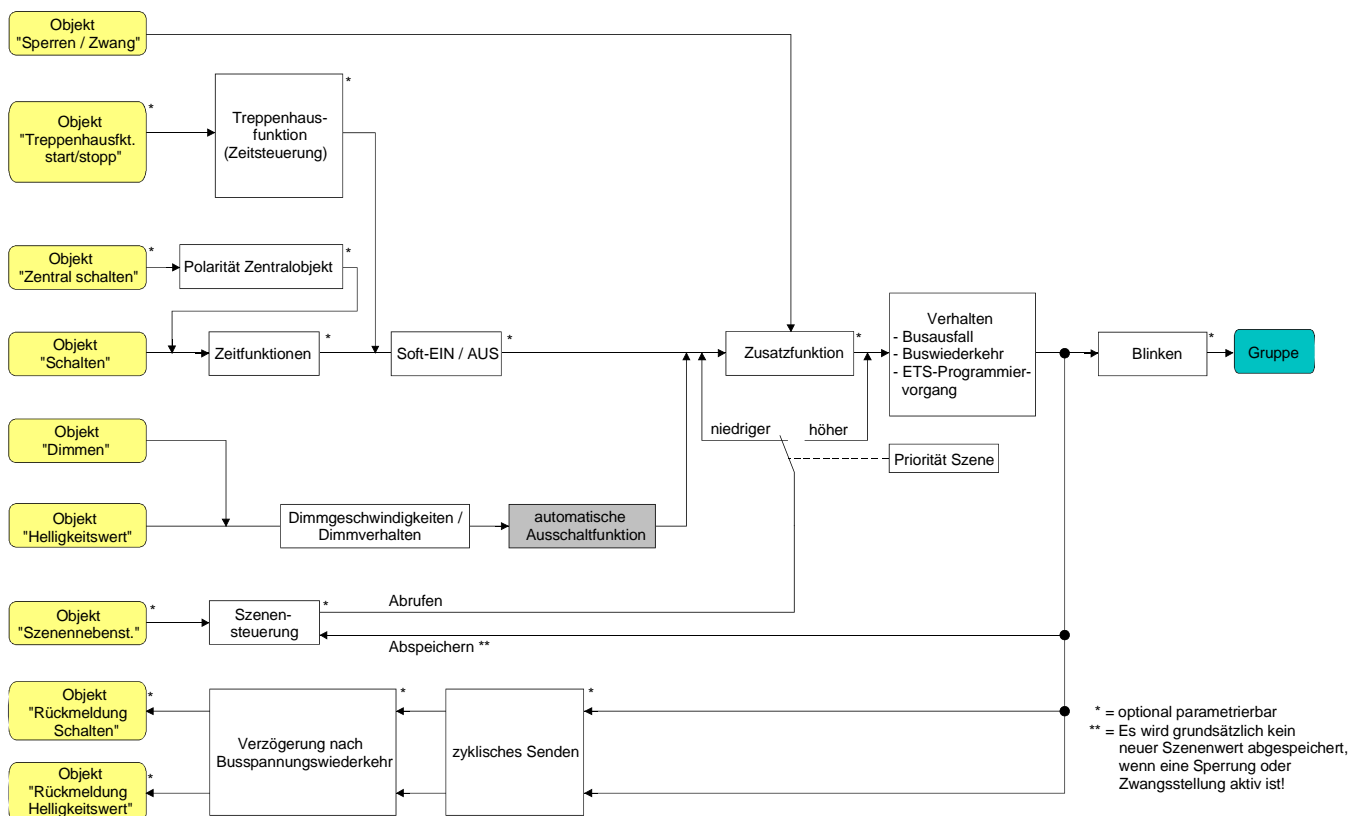 Objekt
"Sperren / Zwang"
*
Objekt
"Treppenhausfkt.
start/stopp"
*
Treppenhaus-
funktion
(Zeitsteuerung)
*
Objekt
"Zentral schalten"
*
Polarität Zentralobjekt
*
Objekt
"Schalten"
Zeitfunktionen
*
Soft-EIN / AUS
*
Zusatzfunktion
*
Verhalten
- Busausfall
- Buswiederkehr
- ETS-Programmier-
vorgang
Blinken
*
Gruppe
niedriger
höher
Priorität Szene
Objekt
"Dimmen"
Objekt
"Helligkeitswert"
Dimmgeschwindigkeiten /
Dimmverhalten
automatische
Ausschaltfunktion
Objekt
"Szenennebenst."
*
Szenen-
steuerung
*
Abrufen
Abspeichern **
Objekt
"Rückmeldung
Schalten"
*
Objekt
"Rückmeldung
Helligkeitswert"
*
Verzögerung nach
Busspannungswiederkehr
*
zyklisches Senden
*
* = optional parametrierbar
** = Es wird grundsätzlich kein
neuer Szenenwert abgespeichert,
wenn eine Sperrung oder
Zwangsstellung aktiv ist!